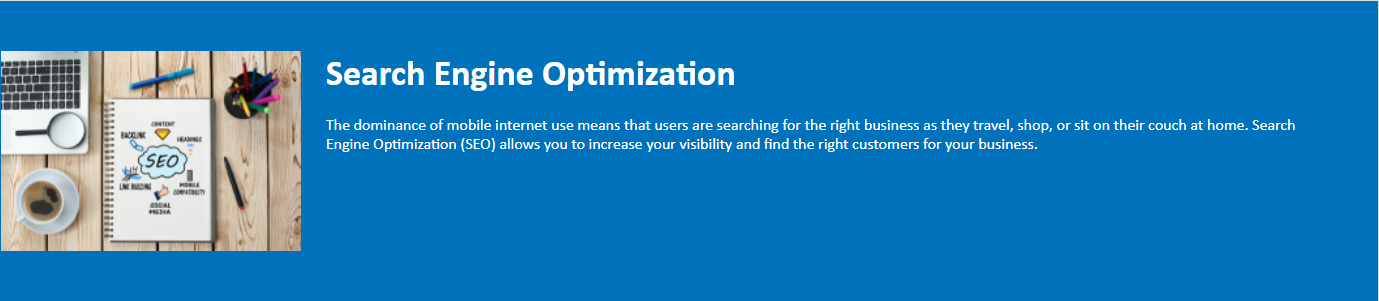 Search Engine Optimization
The dominance of mobile internet use means that users are searching for the right business as they travel, shop, or sit on their couch at home. Search
Engine Optimization (SEO) allows you to increase your visibility and find the right customers for your business.
CONTENT
BACKLINK
HEADINGS
SEO
LINK BUILDING
MOBILE
COMPATIBILITY
SOCIAL
MEDIA